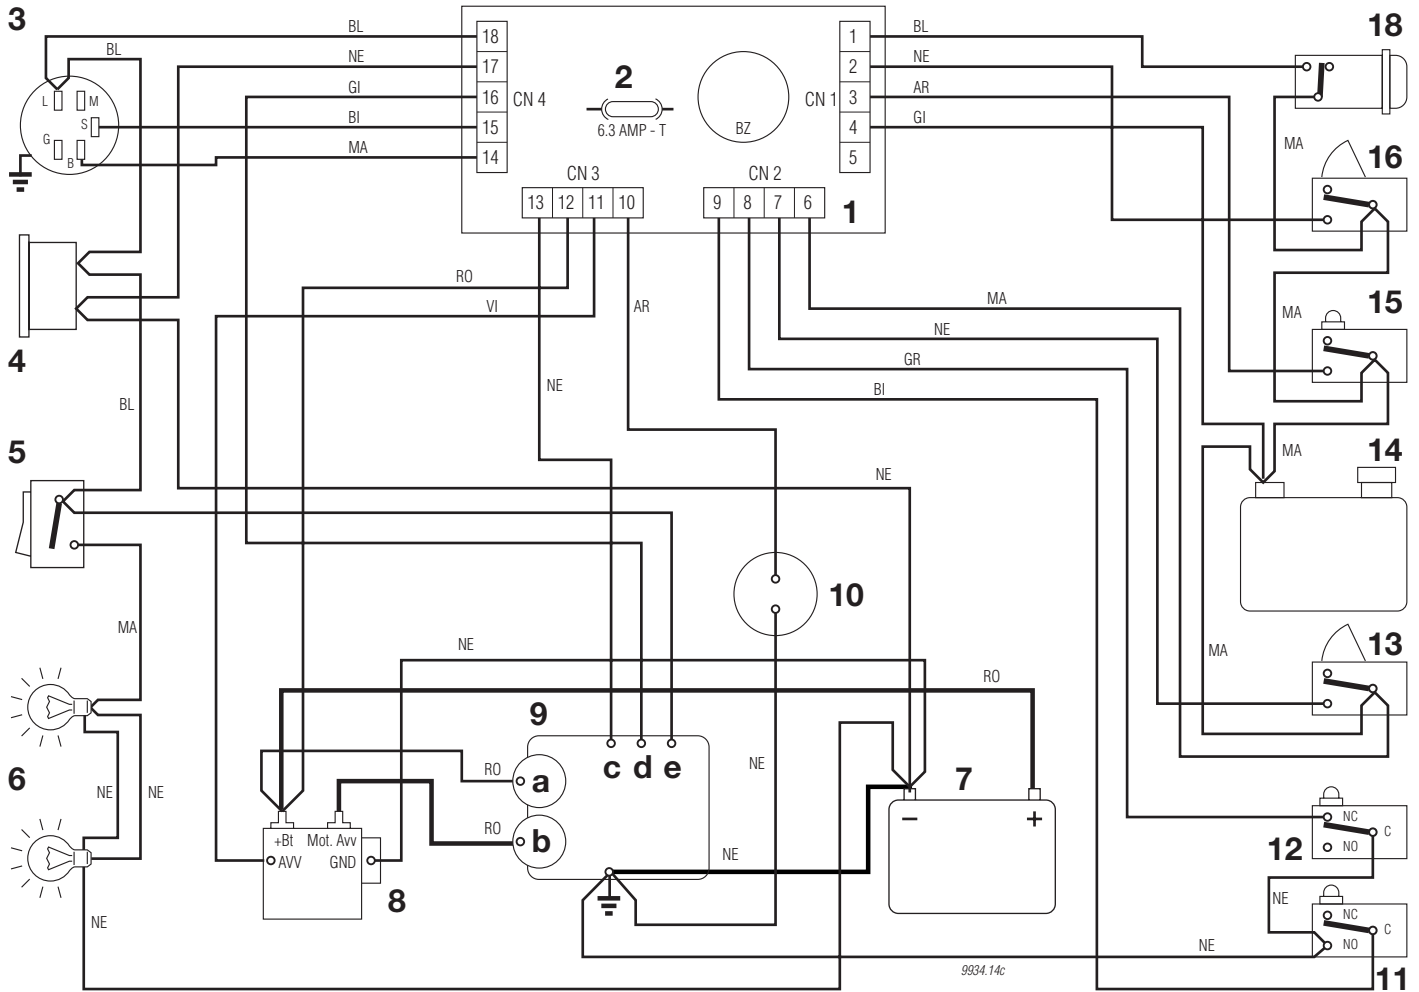 3
BL
18
1
BL
18
BL
NE
17
2
NE
2
GI
16
CN 4
CN 1
3
AR
L
M
S
BI
15
6.3 AMP - T
BZ
4
GI
G
B
MA
14
5
MA
16
CN 3
CN 2
13
12
11
10
9
8
7
6
1
RO
VI
AR
MA
MA
15
NE
4
GR
NE
BI
BL
5
NE
MA
14
MA
10
NE
MA
13
RO
9
c
d
e
NE
7
6
RO
a
NE
NE
RO
b
−
+
NC
C
NO
12
+Bt
Mot. Avv
AVV
GND
NE
8
NE
NE
NC
C
NO
NE
9934.14c
11